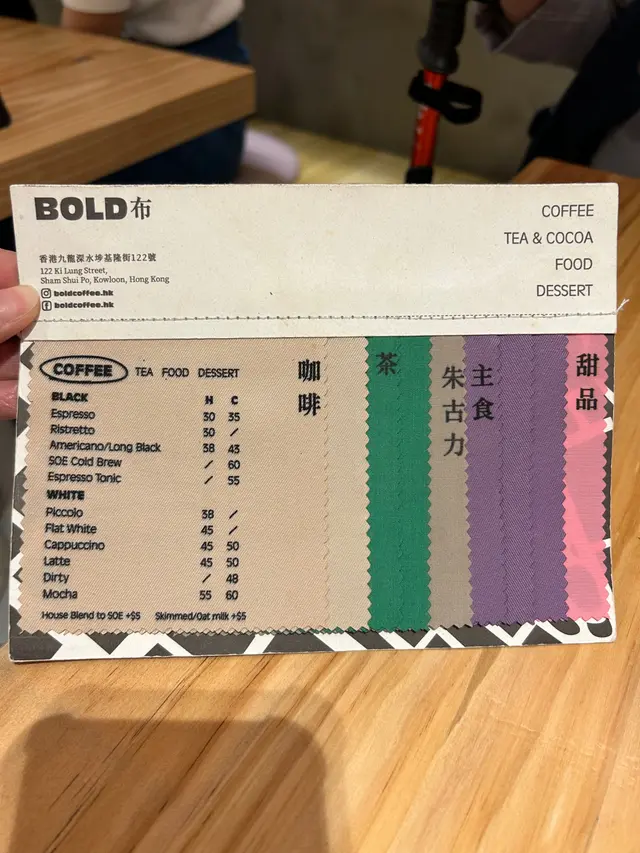 BOLD布
香港九龍深水埗基隆街122號
122 Ki Lung Street,
Sham Shui Po, Kowloon, Hong Kong
boldcoffee.hk
boldcoffee.hk
COFFEE
TEA & COCOA
FOOD
DESSERT
COFFEE TEA FOOD DESSERT
BLACK H C
Espresso 30 35
Ristretto 30 /
Americano/Long Black 38 43
SOE Cold Brew / 60
Espresso Tonic / 55
WHITE
Piccolo 38 /
Flat White 45 /
Cappuccino 45 50
Latte 45 50
Dirty / 48
Mocha 55 60
House Blend to SOE +$5 Skimmed/Oat milk +$5
咖啡
茶
朱古力
主食
甜品